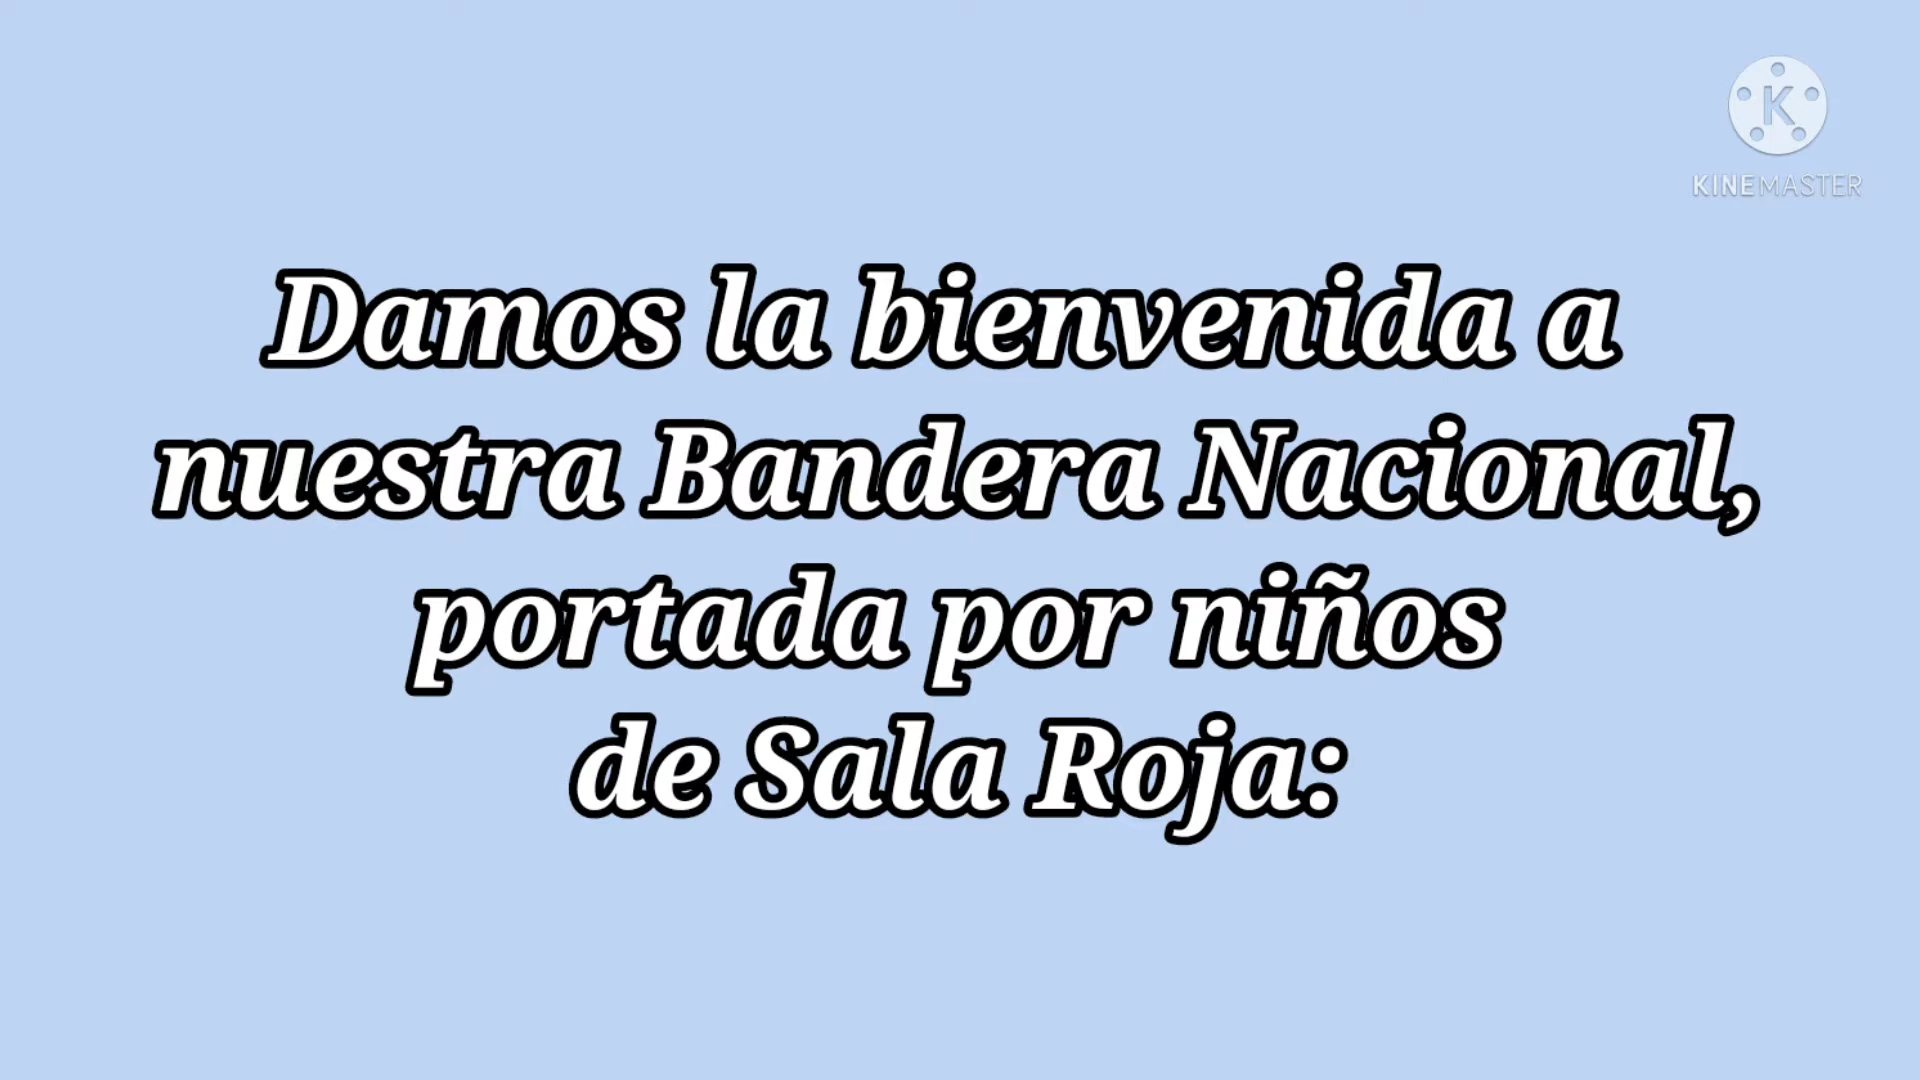 K
KINEMASTER
Damos la bienvenida a
nuestra Bandera Nacional,
portada por niños
de Sala Roja: